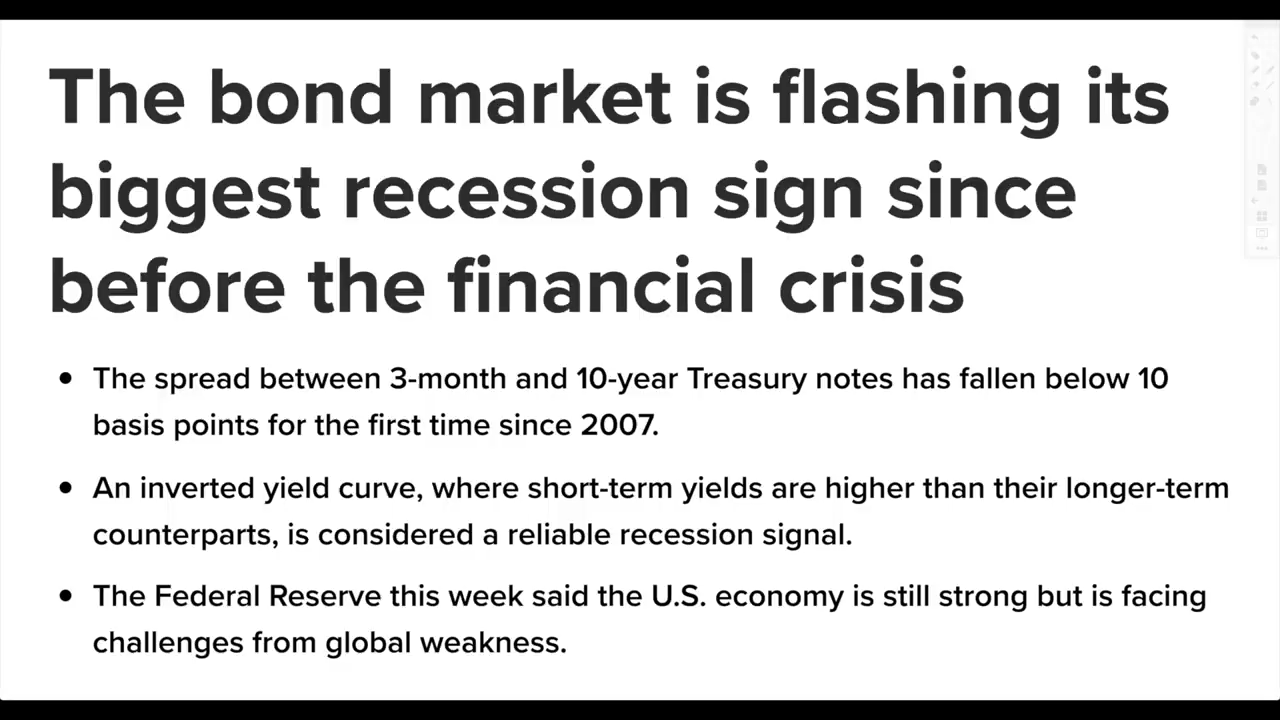 The bond market is flashing its
biggest recession sign since
before the financial crisis
• The spread between 3-month and 10-year Treasury notes has fallen below 10
basis points for the first time since 2007.
• An inverted yield curve, where short-term yields are higher than their longer-term
counterparts, is considered a reliable recession signal.
• The Federal Reserve this week said the U.S. economy is still strong but is facing
challenges from global weakness.